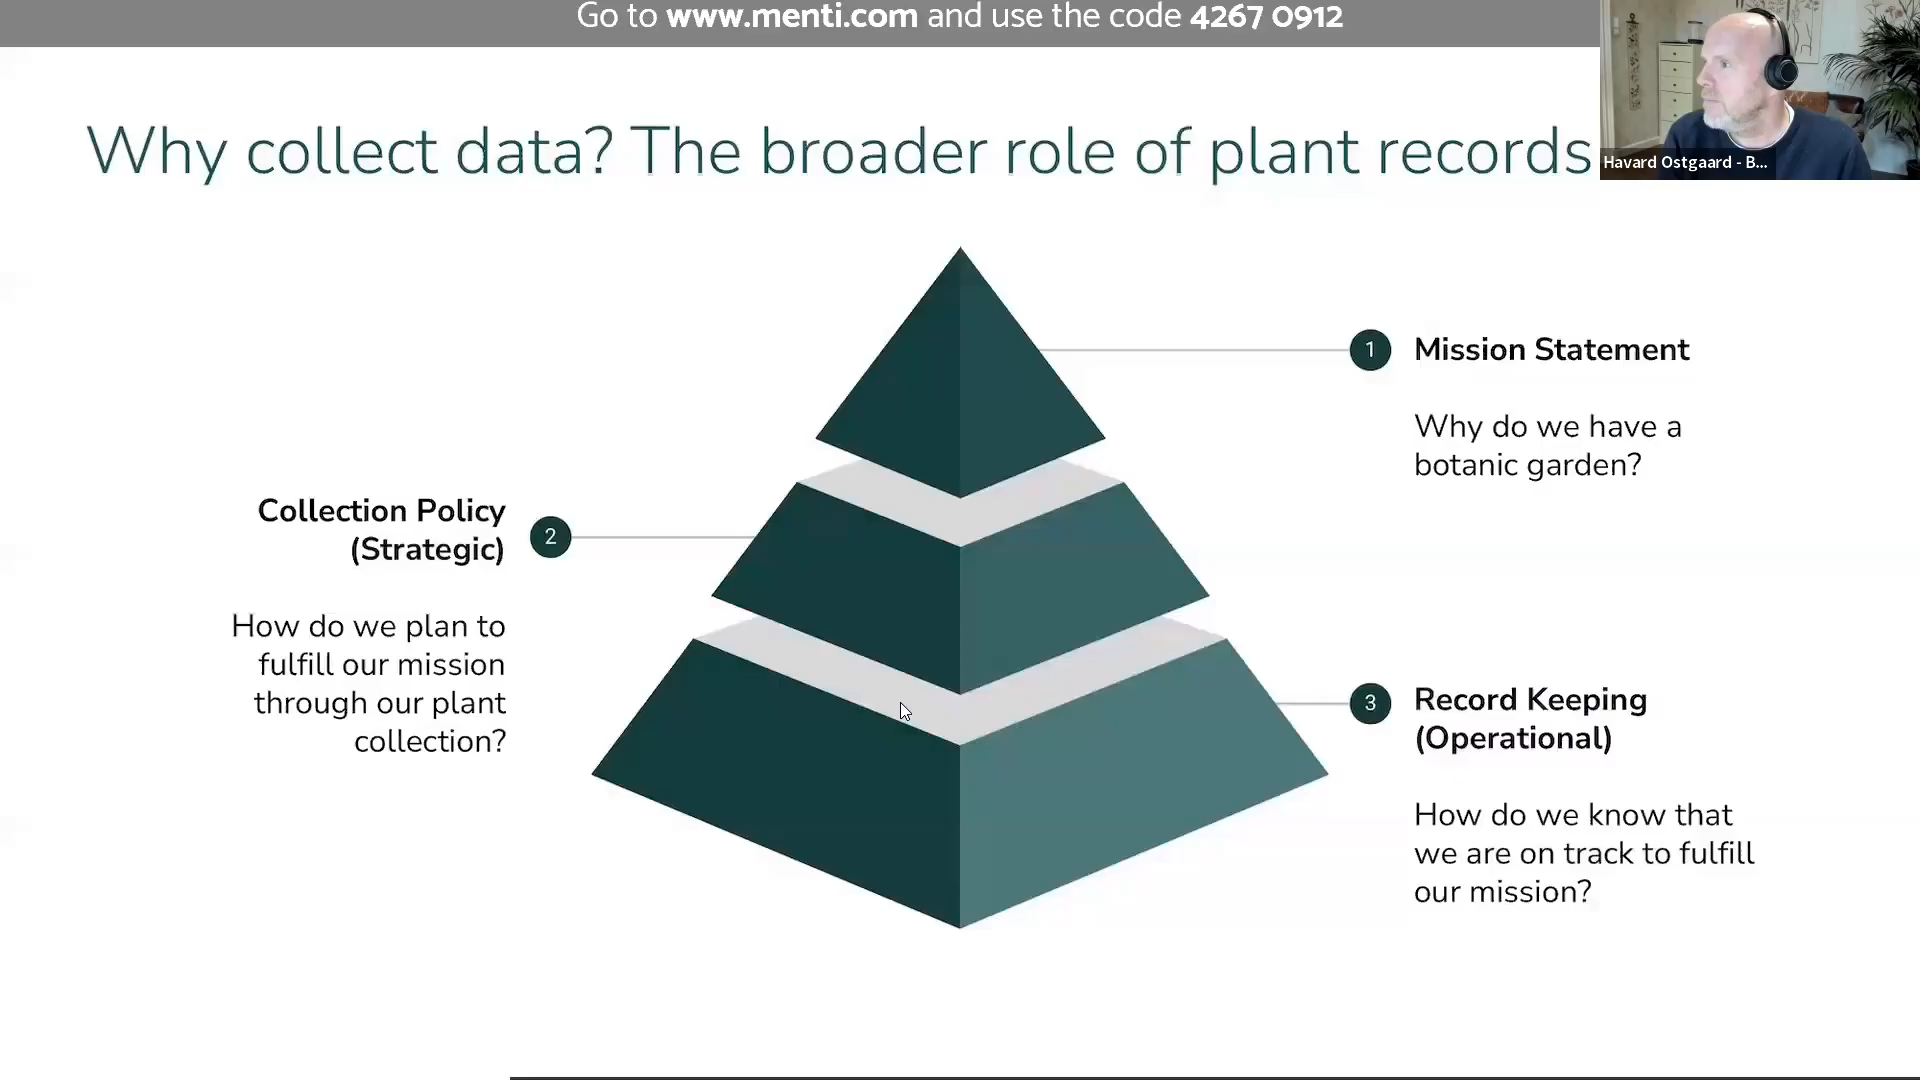 Go to www.menti.com and use the code 4267 0912
Havard Ostgaard - B...
Why collect data? The broader role of plant records
1
Mission Statement
Why do we have a
botanic garden?
Collection Policy
(Strategic)
2
How do we plan to
fulfill our mission
through our plant
collection?
3
Record Keeping
(Operational)
How do we know that
we are on track to fulfill
our mission?